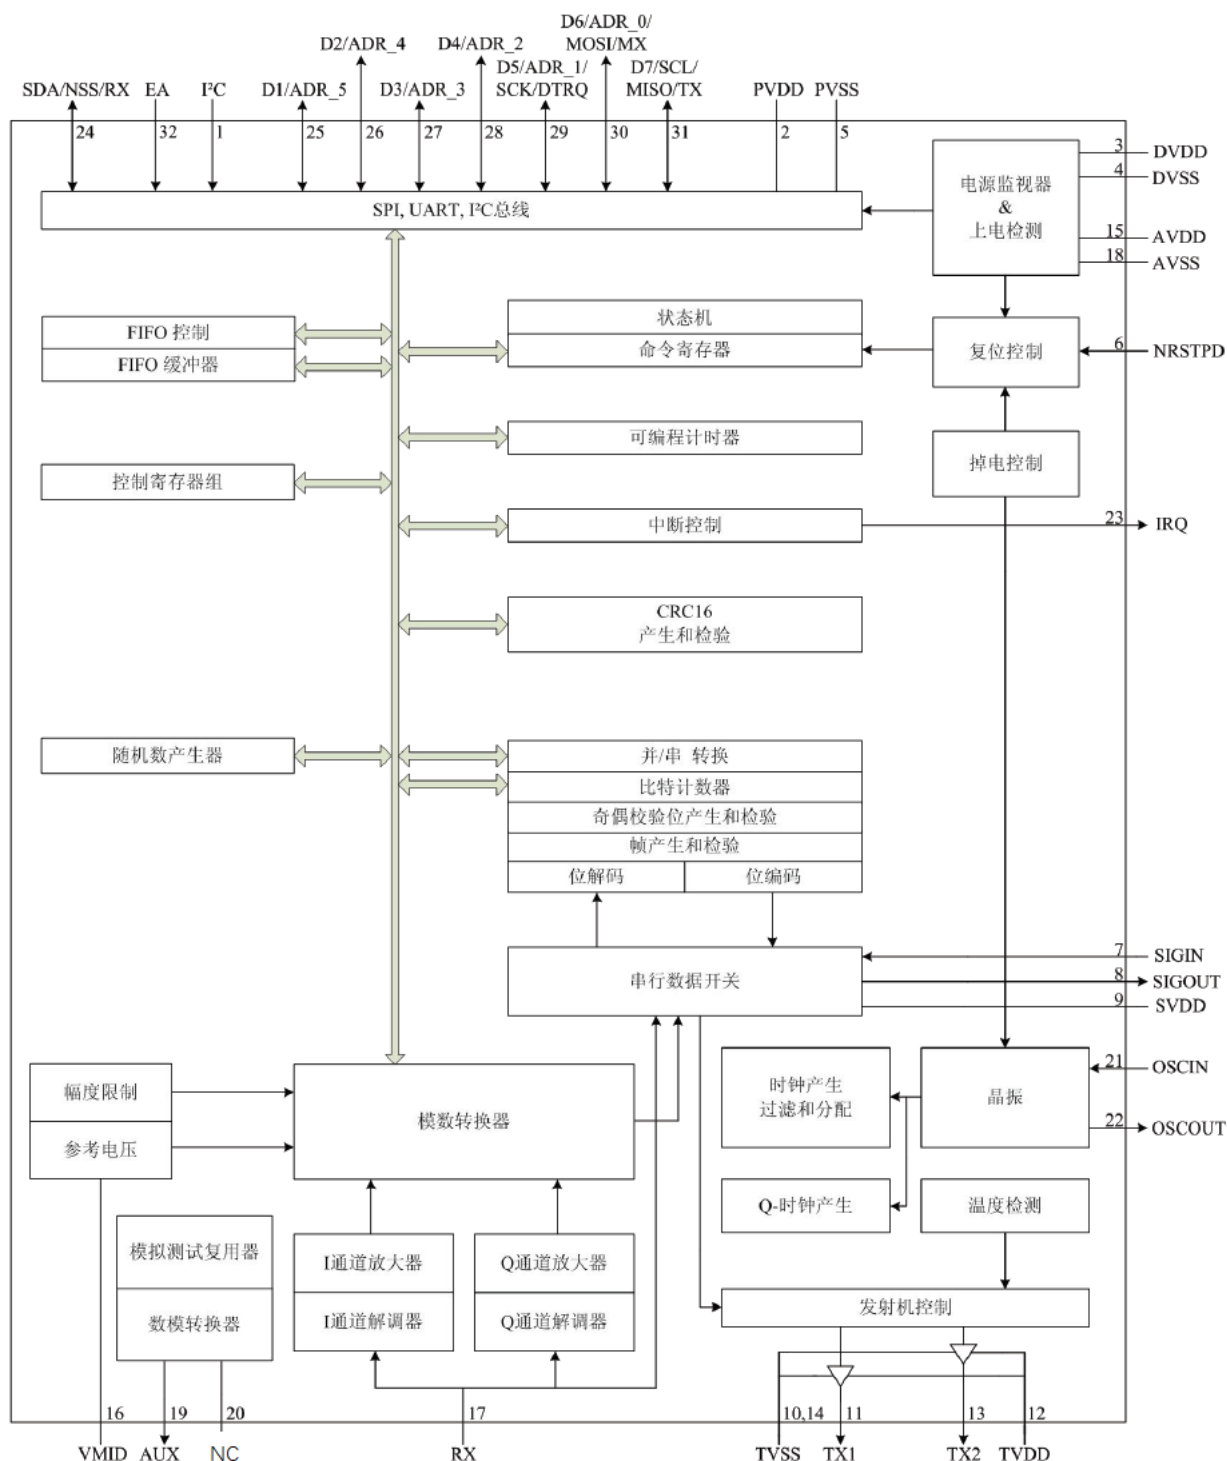 D6/ADR_0/
MOSI/MX
D2/ADR_4
D4/ADR_2
D5/ADR_1/
SCK/DTRQ
D7/SCL/
MISO/TX
SDA/NSS/RX
EA
I²C
D1/ADR_5
D3/ADR_3
PVDD
PVSS
24
32
1
25
26
27
28
29
30
31
2
5
SPI, UART, I²C总线
电源监视器
&
上电检测
3
DVDD
4
DVSS
15
AVDD
18
AVSS
FIFO 控制
FIFO 缓冲器
状态机
命令寄存器
复位控制
6
NRSTPD
可编程计时器
掉电控制
控制寄存器组
中断控制
23
IRQ
CRC16
产生和检验
随机数产生器
并/串 转换
比特计数器
奇偶校验位产生和检验
帧产生和检验
位解码
位编码
串行数据开关
7
SIGIN
8
SIGOUT
9
SVDD
幅度限制
参考电压
模数转换器
时钟产生
过滤和分配
晶振
21
OSCIN
22
OSCOUT
Q-时钟产生
温度检测
模拟测试复用器
数模转换器
I通道放大器
I通道解调器
Q通道放大器
Q通道解调器
发射机控制
16
19
20
17
10,14
11
13
12
VMID
AUX
NC
RX
TVSS
TX1
TX2
TVDD